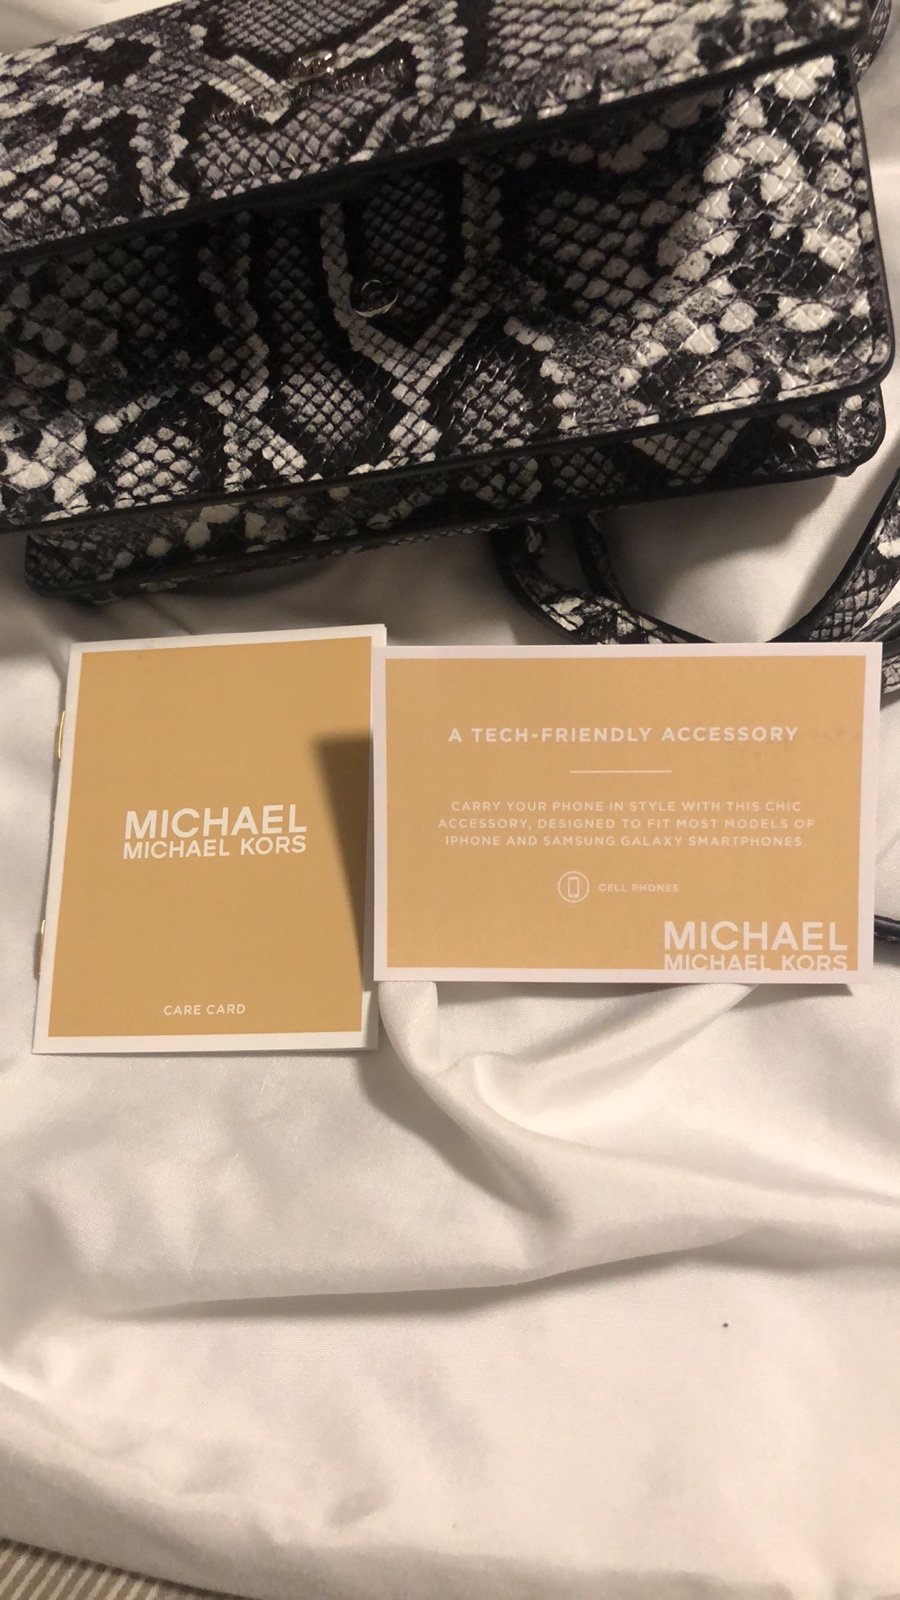 MICHAEL
MICHAEL KORS
CARE CARD
A TECH-FRIENDLY ACCESSORY
CARRY YOUR PHONE IN STYLE WITH THIS CHIC
ACCESSORY, DESIGNED TO FIT MOST MODELS OF
IPHONE AND SAMSUNG GALAXY SMARTPHONES
CELL PHONES
MICHAEL
MICHAEL KORS